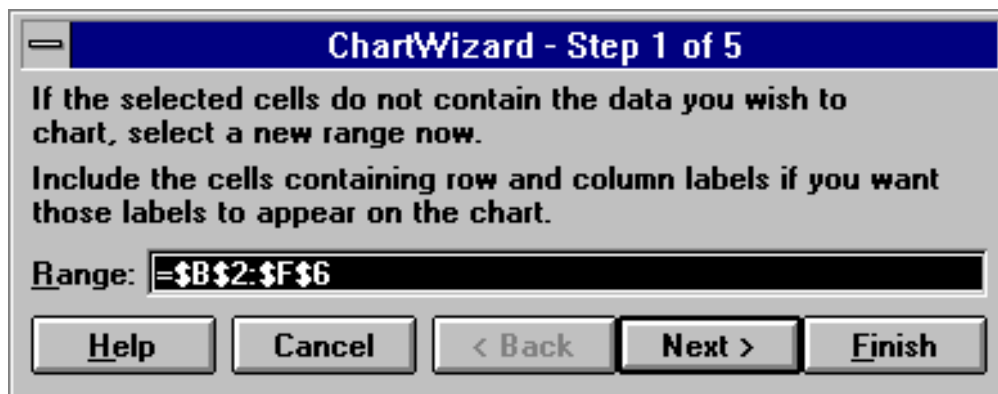 ChartWizard - Step 1 of 5
If the selected cells do not contain the data you wish to
chart, select a new range now.
Include the cells containing row and column labels if you want
those labels to appear on the chart.
Range: =$B$2:$F$6
Help Cancel < Back Next > Finish